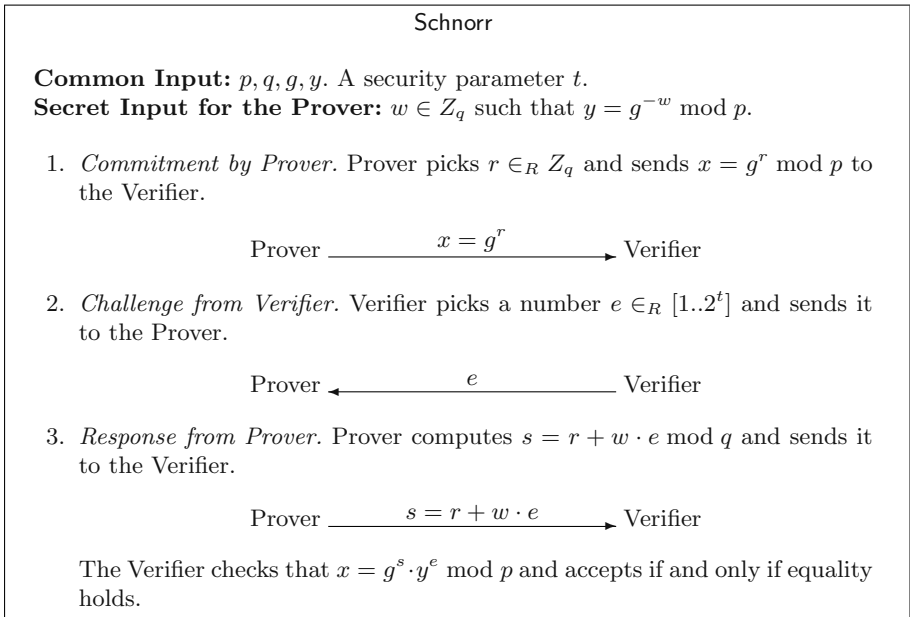 Schnorr
Common Input: p, q, g, y. A security parameter t.
Secret Input for the Prover: w ∈ Z_q such that y = g^{-w} mod p.
1. Commitment by Prover. Prover picks r ∈_R Z_q and sends x = g^r mod p to
the Verifier.
Prover x = g^r Verifier
2. Challenge from Verifier. Verifier picks a number e ∈_R [1..2^t] and sends it
to the Prover.
Prover e Verifier
3. Response from Prover. Prover computes s = r + w · e mod q and sends it
to the Verifier.
Prover s = r + w · e Verifier
The Verifier checks that x = g^s · y^e mod p and accepts if and only if equality
holds.